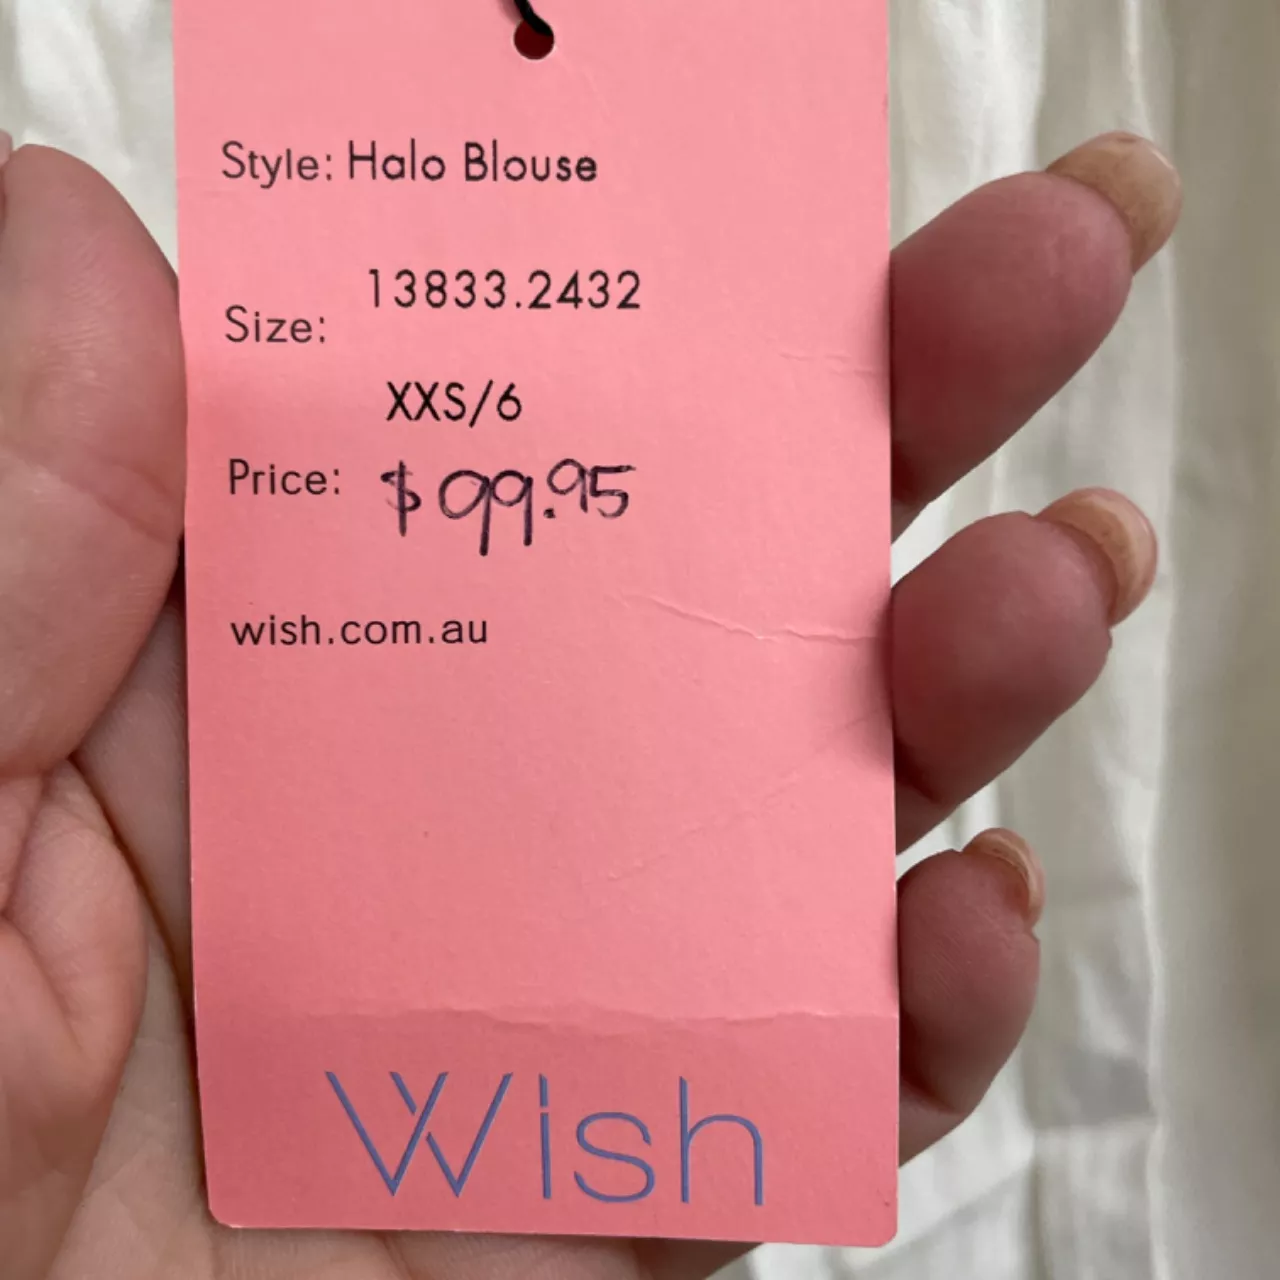 Style: Halo Blouse
13833.2432
Size:
XXS/6
Price: $99.95
wish.com.au
Wish